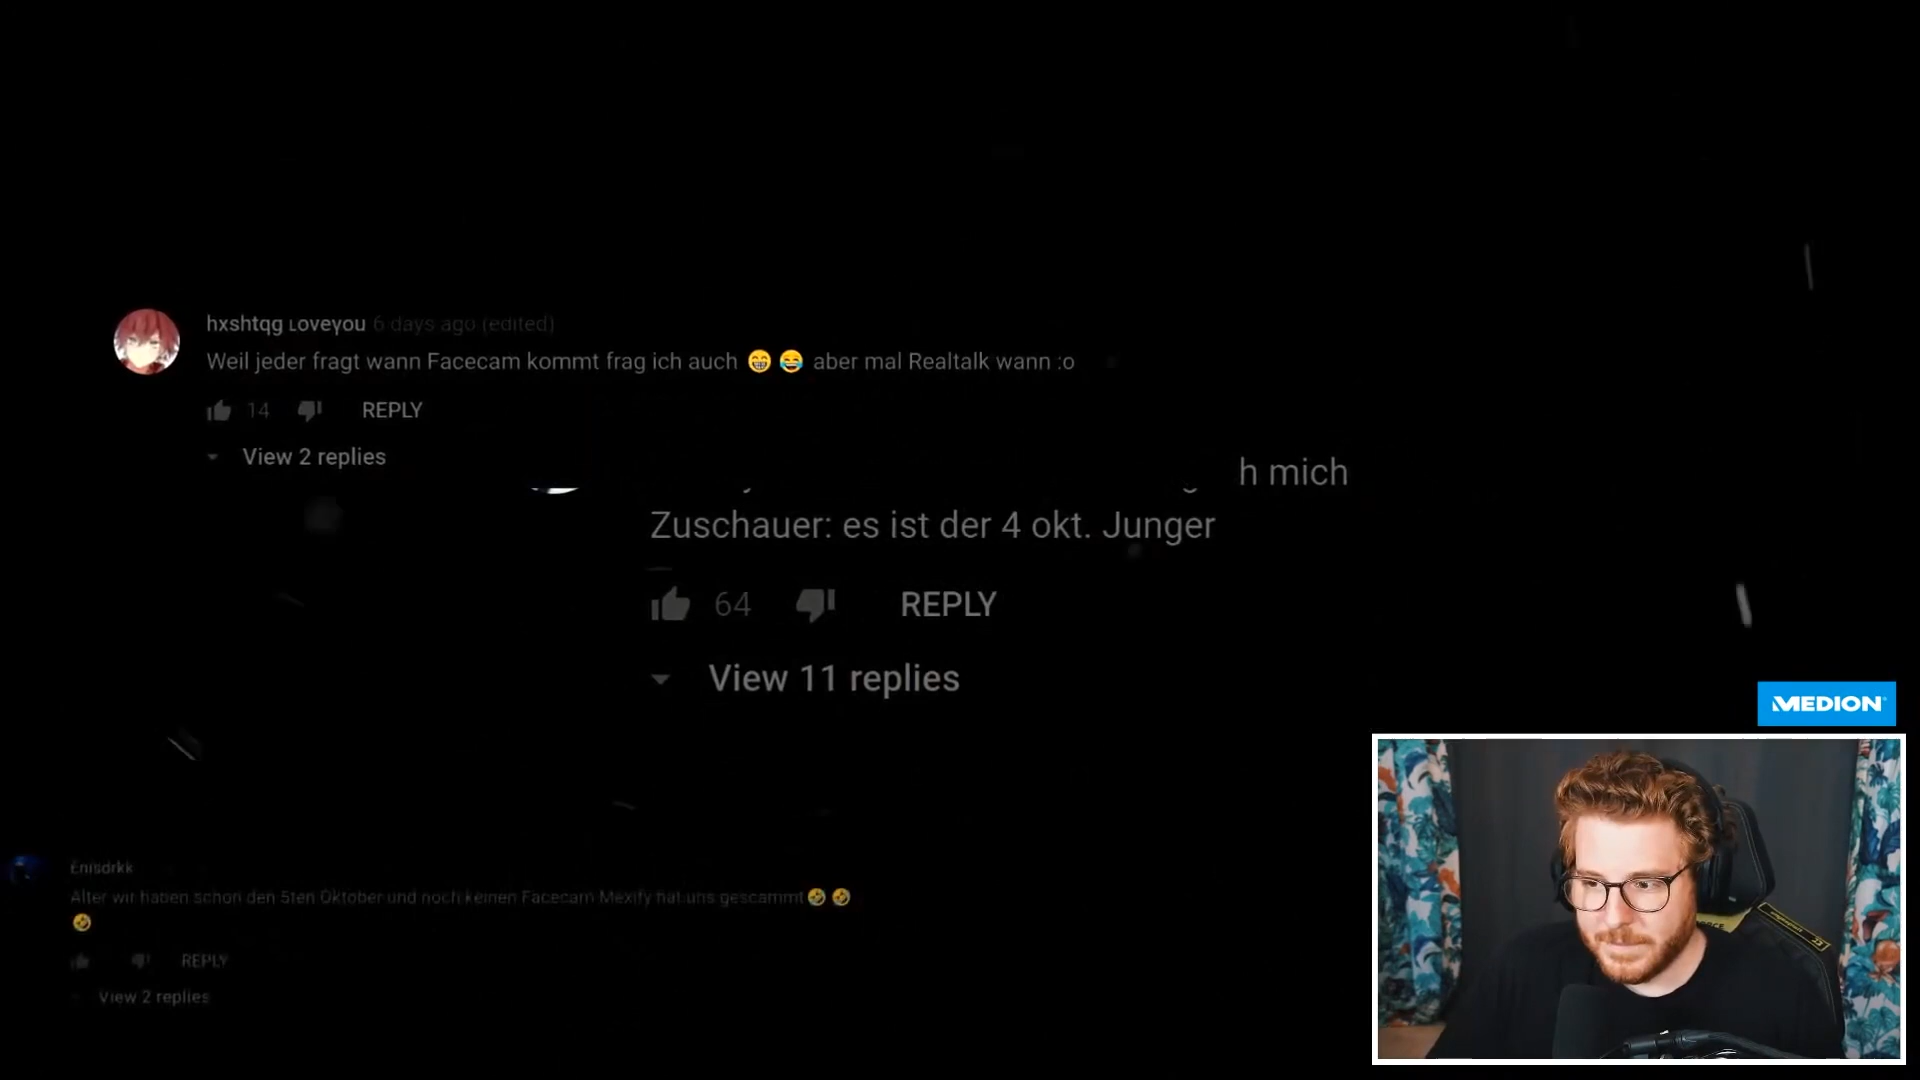 hxshtqg Loveyou 6 days ago (edited)
Weil jeder fragt wann Facecam kommt frag ich auch 😁 😂 aber mal Realtalk wann :o
14 REPLY
View 2 replies
h mich
Zuschauer: es ist der 4 okt. Junger
64 REPLY
View 11 replies
MEDION
Enisdrkk
Alter wir hatten schon den 5ten Oktober und noch keinen Facecam Mexify hat uns gescammt 🤣 🤣
🤣
REPLY
View 2 replies